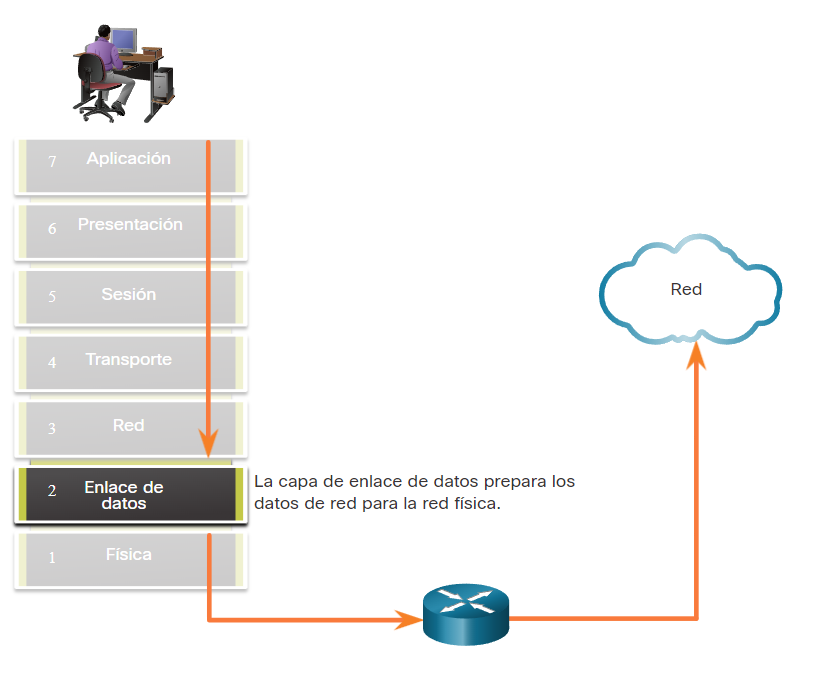 7 Aplicación
6 Presentación
5 Sesión
4 Transporte
3 Red
2 Enlace de
datos
1 Física
La capa de enlace de datos prepara los
datos de red para la red física.
Red